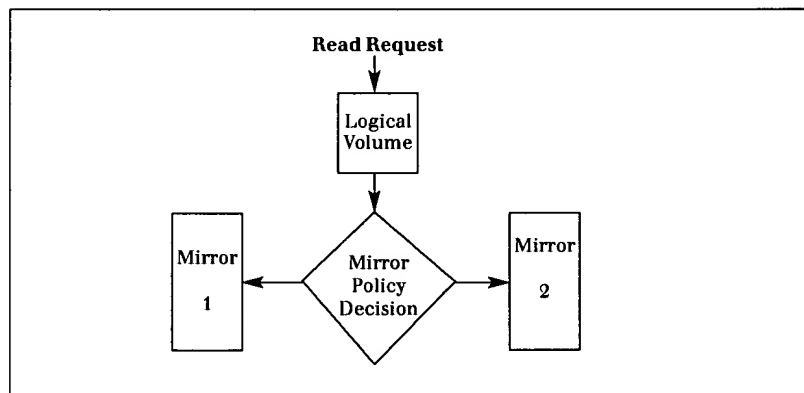 Read Request
Logical
Volume
Mirror
1
Mirror
Policy
Decision
Mirror
2